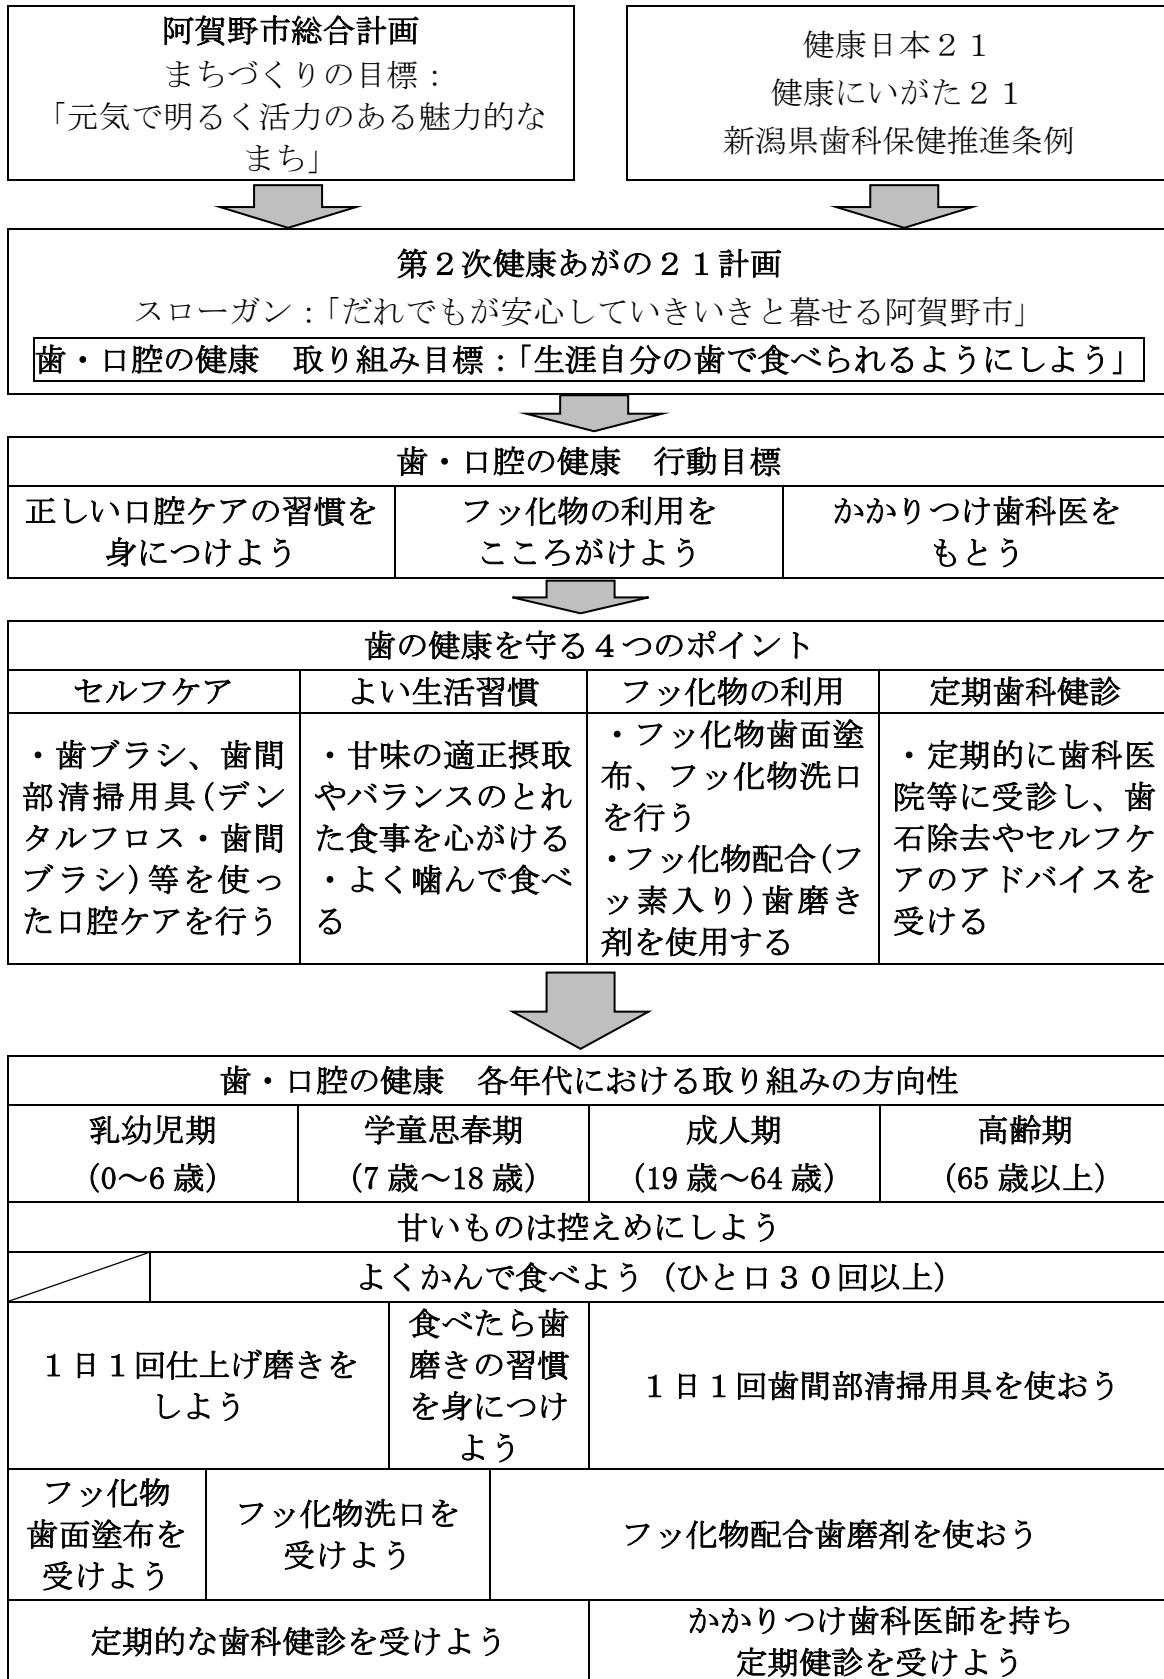 阿賀野市総合計画
まちづくりの目標：
「元気で明るく活力のある魅力的な
まち」
健康日本２１
健康にいがた２１
新潟県歯科保健推進条例
第２次健康あがの２１計画
スローガン：「だれでもが安心していきいきと暮せる阿賀野市」
歯・口腔の健康　取り組み目標：「生涯自分の歯で食べられるようにしよう」
歯・口腔の健康　行動目標
正しい口腔ケアの習慣を
身につけよう
フッ化物の利用を
こころがけよう
かかりつけ歯科医を
もとう
歯の健康を守る４つのポイント
セルフケア
よい生活習慣
フッ化物の利用
定期歯科健診
・歯ブラシ、歯間
部清掃用具(デン
タルフロス・歯間
ブラシ)等を使っ
た口腔ケアを行う
・甘味の適正摂取
やバランスのとれ
た食事を心がける
・よく噛んで食べ
る
・フッ化物歯面塗
布、フッ化物洗口
を行う
・フッ化物配合(フ
ッ素入り)歯磨き
剤を使用する
・定期的に歯科医
院等に受診し、歯
石除去やセルフケ
アのアドバイスを
受ける
歯・口腔の健康　各年代における取り組みの方向性
乳幼児期
(0～6 歳)
学童思春期
(7 歳～18 歳)
成人期
(19 歳～64 歳)
高齢期
(65 歳以上)
甘いものは控えめにしよう
よくかんで食べよう（ひと口３０回以上）
１日１回仕上げ磨きを
しよう
食べたら歯
磨きの習慣
を身につけ
よう
１日１回歯間部清掃用具を使おう
フッ化物
歯面塗布を
受けよう
フッ化物洗口を
受けよう
フッ化物配合歯磨剤を使おう
定期的な歯科健診を受けよう
かかりつけ歯科医師を持ち
定期健診を受けよう